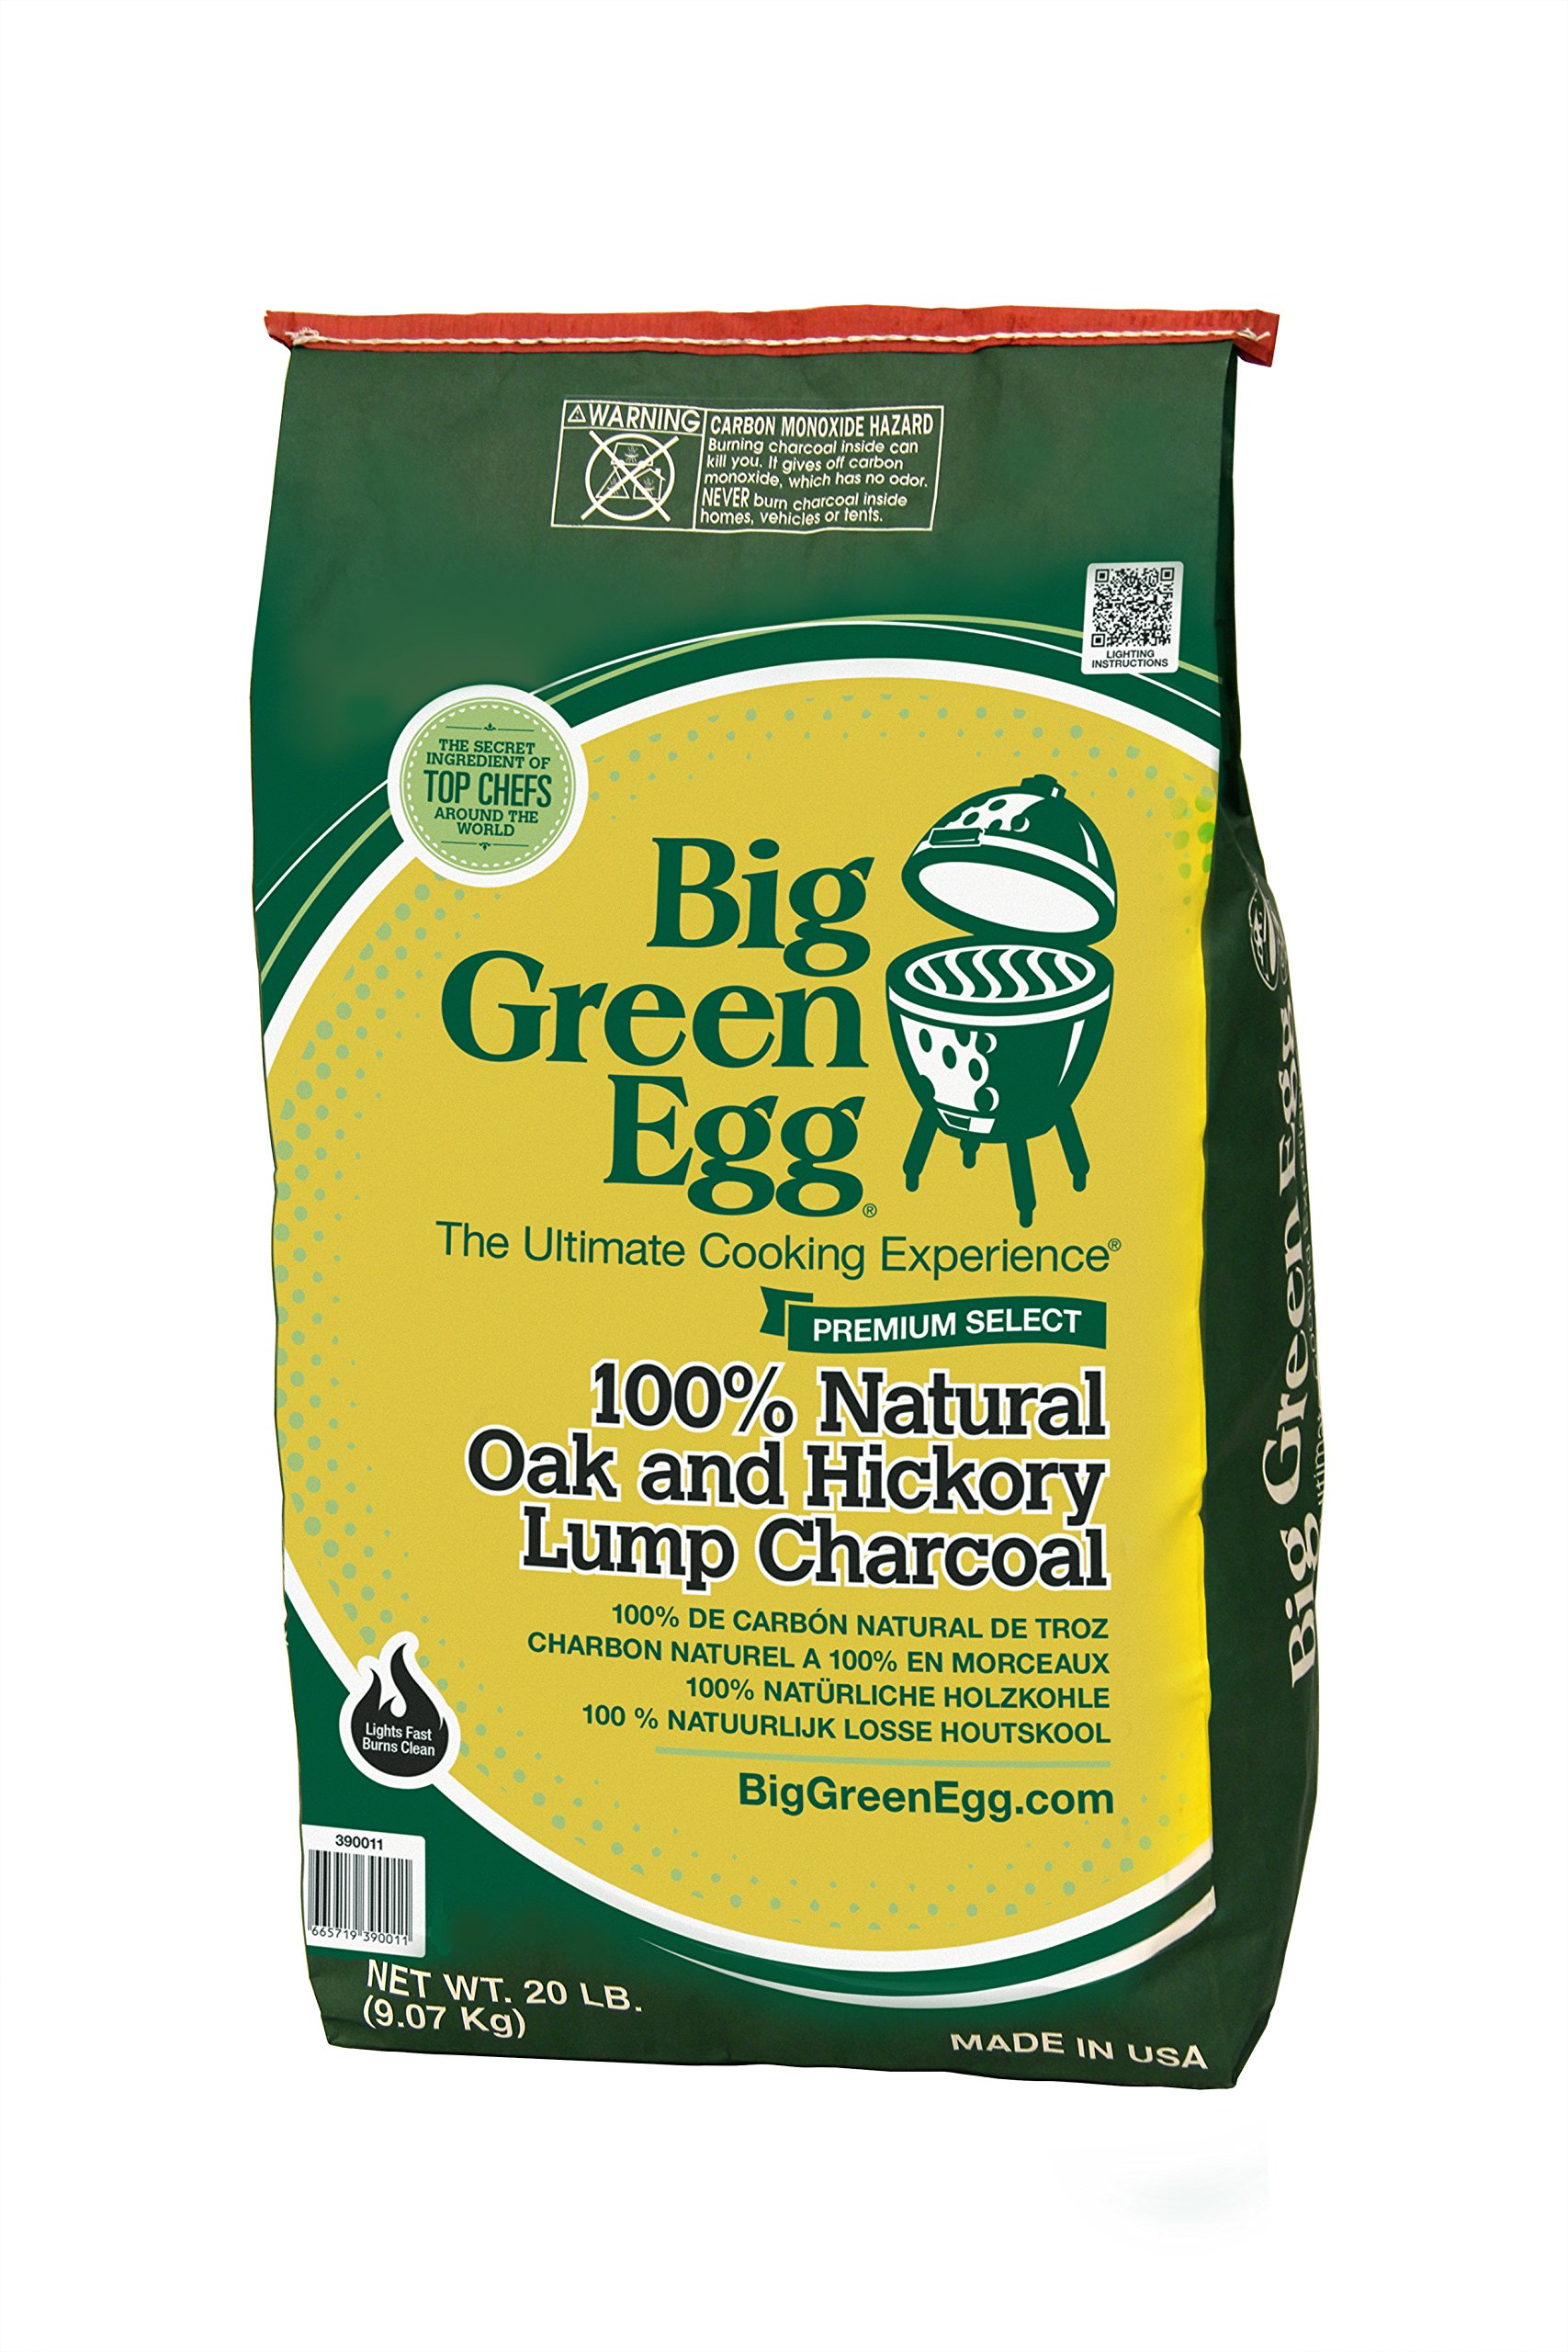 WARNING
CARBON MONOXIDE HAZARD
Burning charcoal inside can
kill you. It gives off carbon
monoxide, which has no odor.
NEVER burn charcoal inside
homes, vehicles or tents.
LIGHTING
INSTRUCTIONS
THE SECRET
INGREDIENT OF
TOP CHEFS
AROUND THE
WORLD
Big
Green
Egg®
The Ultimate Cooking Experience®
PREMIUM SELECT
100% Natural
Oak and Hickory
Lump Charcoal
100% DE CARBÓN NATURAL DE TROZ
CHARBON NATUREL A 100% EN MORCEAUX
100% NATÜRLICHE HOLZKOHLE
100 % NATUURLIJK LOSSE HOUTSKOOL
BigGreenEgg.com
Lights Fast
Burns Clean
390011
665719 390011
NET WT. 20 LB.
(9.07 Kg)
MADE IN USA
Big Green Egg